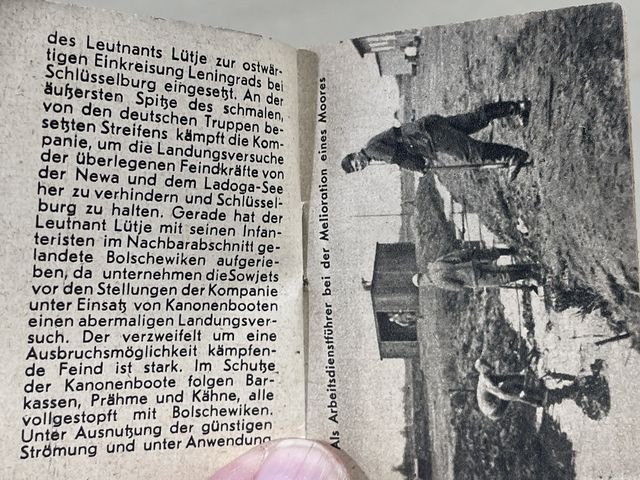 des Leutnants Lütje zur ostwär-
tigen Einkreisung Leningrads bei
Schlüsselburg eingesetzt. An der
äußersten Spitze des schmalen,
von den deutschen Truppen be-
setzten Streifens kämpft die Kom-
panie, um die Landungsversuche
der überlegenen Feindkräfte von
der Newa und dem Ladoga-See
her zu verhindern und Schlüssel-
burg zu halten. Gerade hat der
Leutnant Lütje mit seinen Infan-
teristen im Nachbarabschnitt ge-
landete Bolschewiken aufgerie-
ben, da unternehmen die Sowjets
vor den Stellungen der Kompanie
unter Einsatz von Kanonenbooten
einen abermaligen Landungsver-
such. Der verzweifelt um eine
Ausbruchsmöglichkeit kämpfen-
de Feind ist stark. Im Schutze
der Kanonenboote folgen Bar-
kassen, Prähme und Kähne, alle
vollgestopft mit Bolschewiken.
Unter Ausnutzung der günstigen
Strömung und unter Anwendung
Als Arbeitsdienstführer bei der Melioration eines Moores